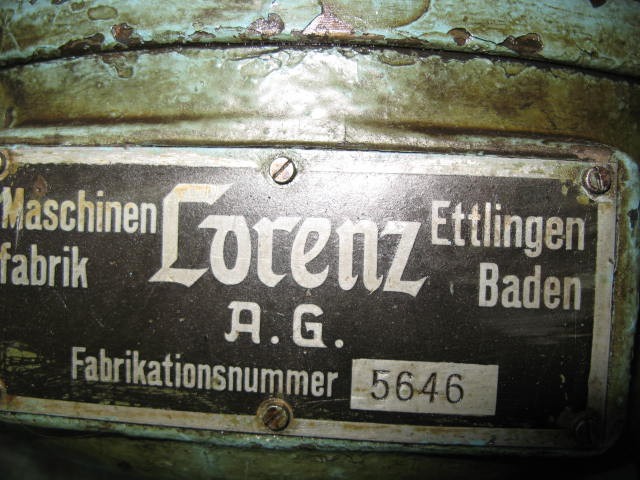 Maschinen
fabrik
Lorenz
A.G.
Ettlingen
Baden
Fabrikationsnummer 5646